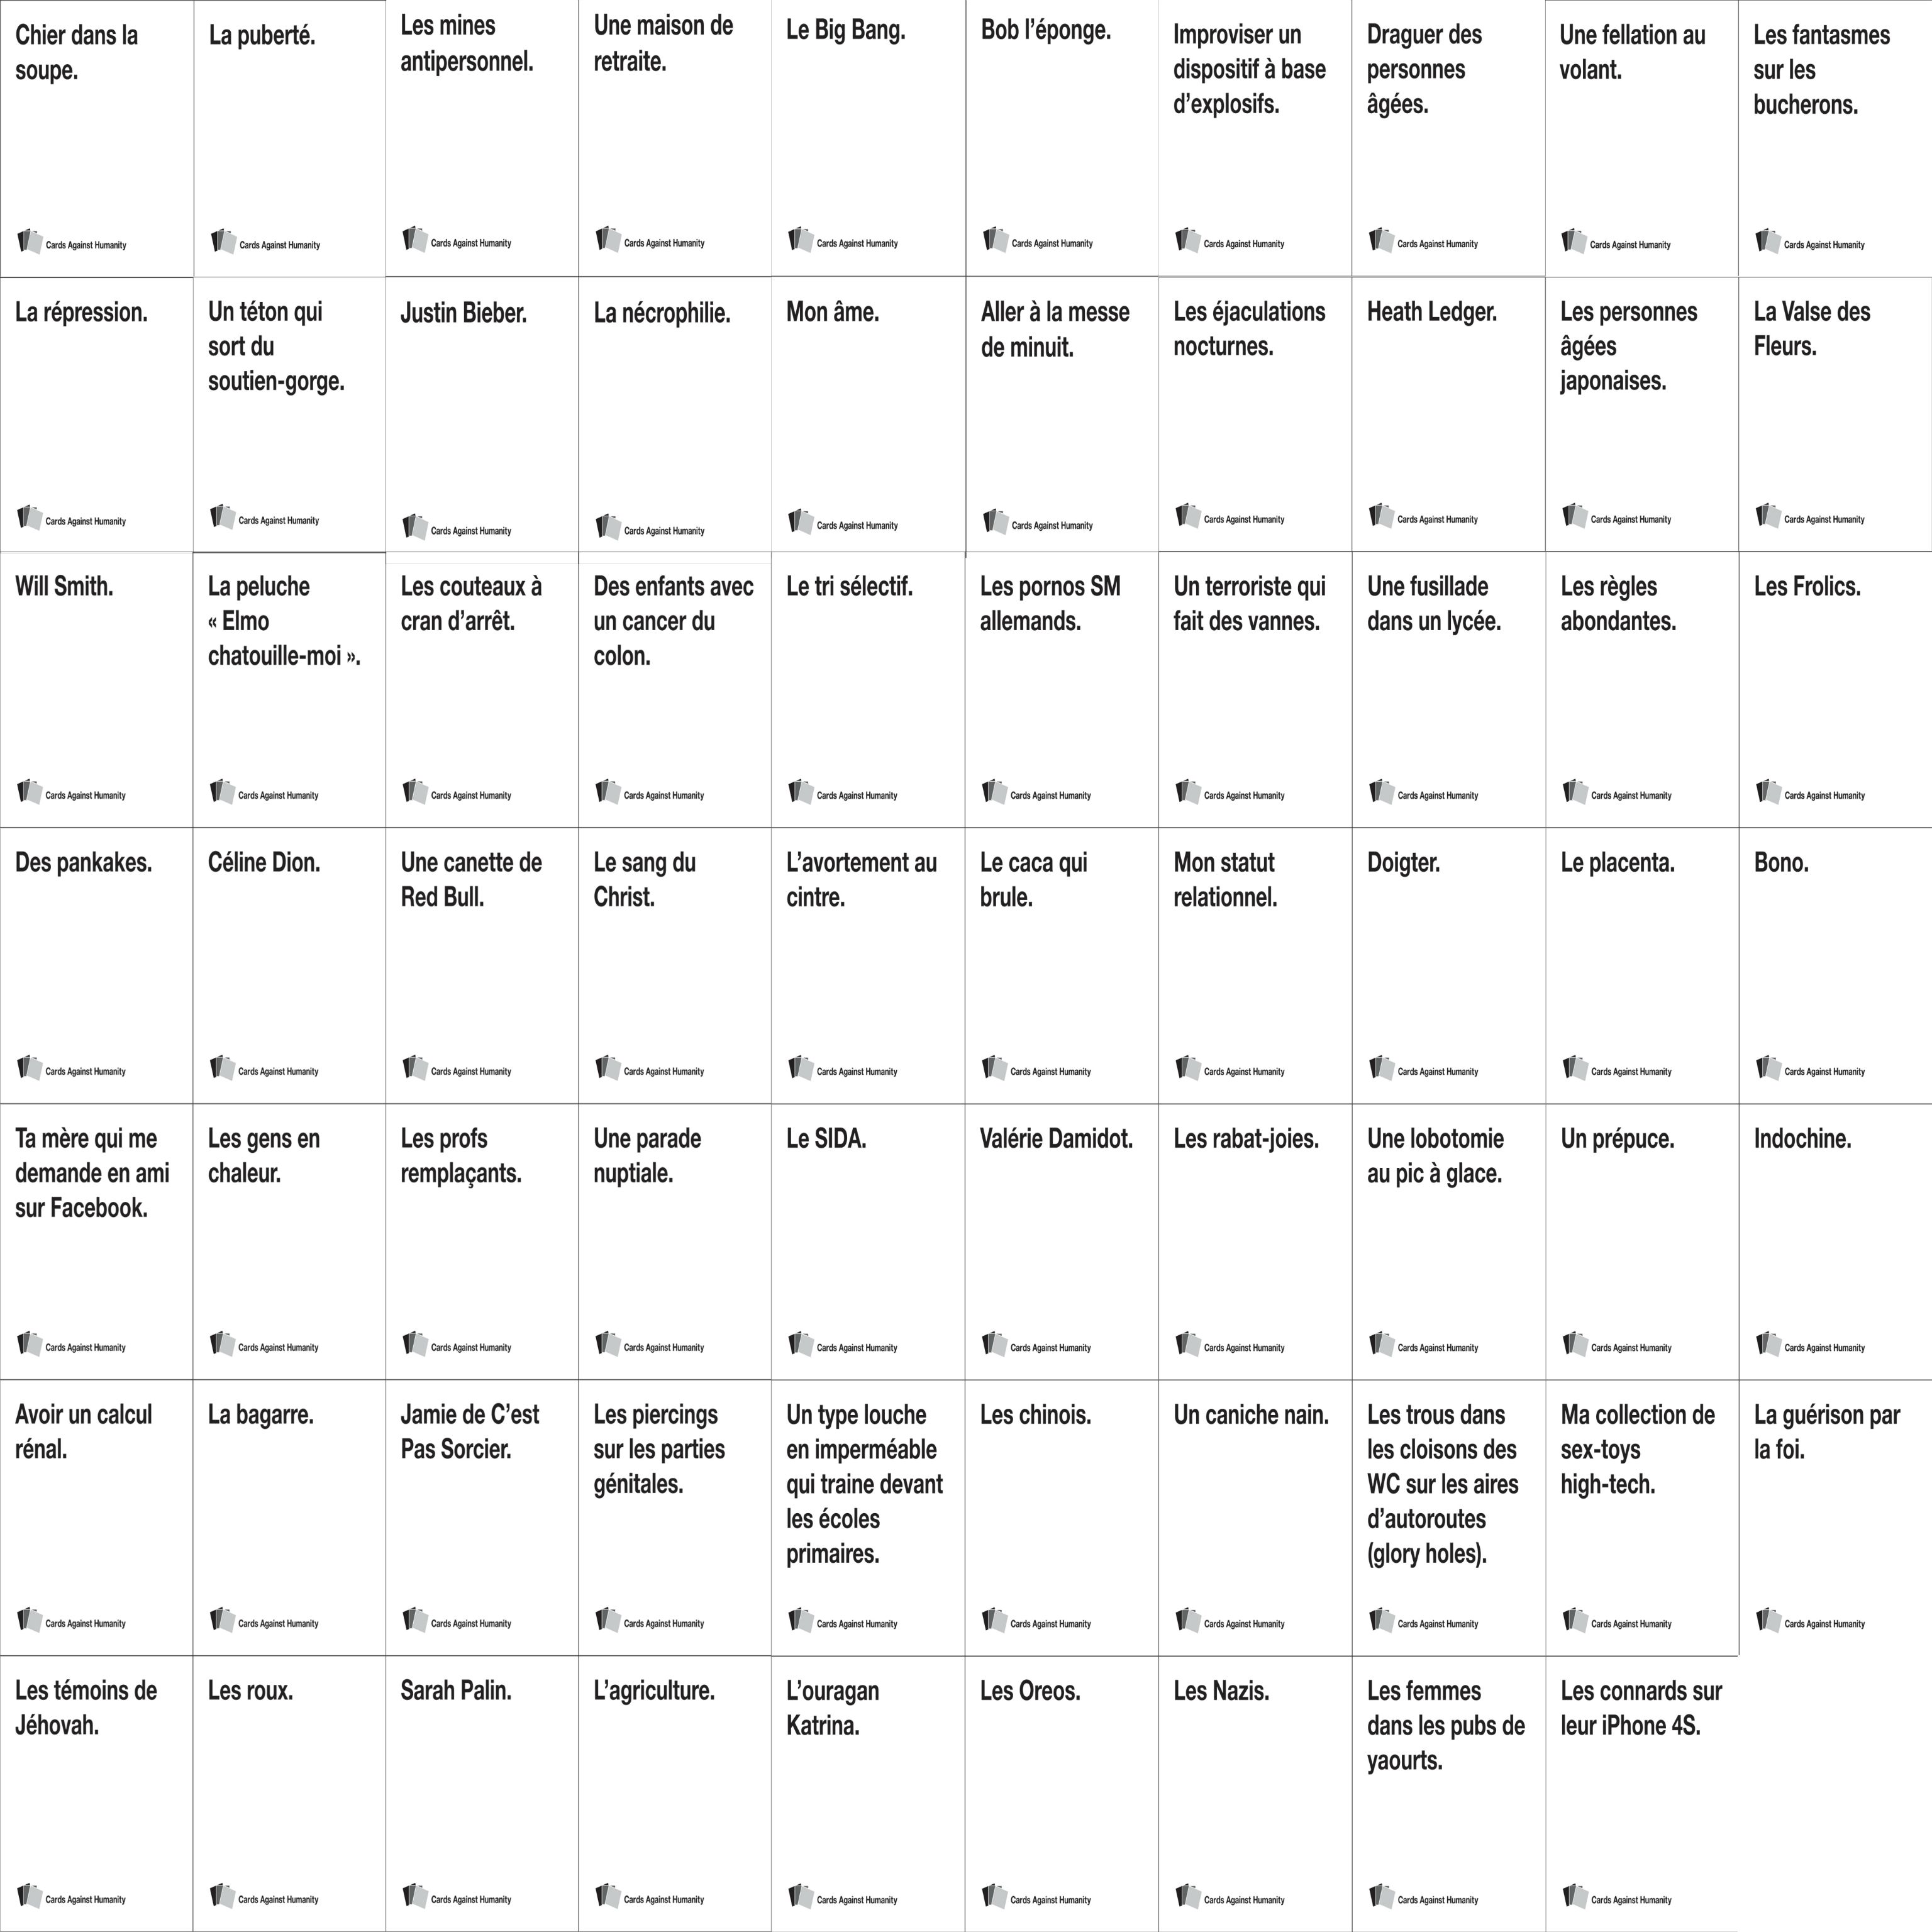 Chier dans la
soupe.
Cards Against Humanity
La puberté.
Cards Against Humanity
Les mines
antipersonnel.
Cards Against Humanity
Une maison de
retraite.
Cards Against Humanity
Le Big Bang.
Cards Against Humanity
Bob l’éponge.
Cards Against Humanity
Improviser un
dispositif à base
d’explosifs.
Cards Against Humanity
Draguer des
personnes
âgées.
Cards Against Humanity
Une fellation au
volant.
Cards Against Humanity
Les fantasmes
sur les
bucherons.
Cards Against Humanity
La répression.
Cards Against Humanity
Un téton qui
sort du
soutien-gorge.
Cards Against Humanity
Justin Bieber.
Cards Against Humanity
La nécrophilie.
Cards Against Humanity
Mon âme.
Cards Against Humanity
Aller à la messe
de minuit.
Cards Against Humanity
Les éjaculations
nocturnes.
Cards Against Humanity
Heath Ledger.
Cards Against Humanity
Les personnes
âgées
japonaises.
Cards Against Humanity
La Valse des
Fleurs.
Cards Against Humanity
Will Smith.
Cards Against Humanity
La peluche
« Elmo
chatouille-moi ».
Cards Against Humanity
Les couteaux à
cran d’arrêt.
Cards Against Humanity
Des enfants avec
un cancer du
colon.
Cards Against Humanity
Le tri sélectif.
Cards Against Humanity
Les pornos SM
allemands.
Cards Against Humanity
Un terroriste qui
fait des vannes.
Cards Against Humanity
Une fusillade
dans un lycée.
Cards Against Humanity
Les règles
abondantes.
Cards Against Humanity
Les Frolics.
Cards Against Humanity
Des pankakes.
Cards Against Humanity
Céline Dion.
Cards Against Humanity
Une canette de
Red Bull.
Cards Against Humanity
Le sang du
Christ.
Cards Against Humanity
L’avortement au
cintre.
Cards Against Humanity
Le caca qui
brule.
Cards Against Humanity
Mon statut
relationnel.
Cards Against Humanity
Doigter.
Cards Against Humanity
Le placenta.
Cards Against Humanity
Bono.
Cards Against Humanity
Ta mère qui me
demande en ami
sur Facebook.
Cards Against Humanity
Les gens en
chaleur.
Cards Against Humanity
Les profs
remplaçants.
Cards Against Humanity
Une parade
nuptiale.
Cards Against Humanity
Le SIDA.
Cards Against Humanity
Valérie Damidot.
Cards Against Humanity
Les rabat-joies.
Cards Against Humanity
Une lobotomie
au pic à glace.
Cards Against Humanity
Un prépuce.
Cards Against Humanity
Indochine.
Cards Against Humanity
Avoir un calcul
rénal.
Cards Against Humanity
La bagarre.
Cards Against Humanity
Jamie de C’est
Pas Sorcier.
Cards Against Humanity
Les piercings
sur les parties
génitales.
Cards Against Humanity
Un type louche
en imperméable
qui traine devant
les écoles
primaires.
Cards Against Humanity
Les chinois.
Cards Against Humanity
Un caniche nain.
Cards Against Humanity
Les trous dans
les cloisons des
WC sur les aires
d’autoroutes
(glory holes).
Cards Against Humanity
Ma collection de
sex-toys
high-tech.
Cards Against Humanity
La guérison par
la foi.
Cards Against Humanity
Les témoins de
Jéhovah.
Cards Against Humanity
Les roux.
Cards Against Humanity
Sarah Palin.
Cards Against Humanity
L’agriculture.
Cards Against Humanity
L’ouragan
Katrina.
Cards Against Humanity
Les Oreos.
Cards Against Humanity
Les Nazis.
Cards Against Humanity
Les femmes
dans les pubs de
yaourts.
Cards Against Humanity
Les connards sur
leur iPhone 4S.
Cards Against Humanity